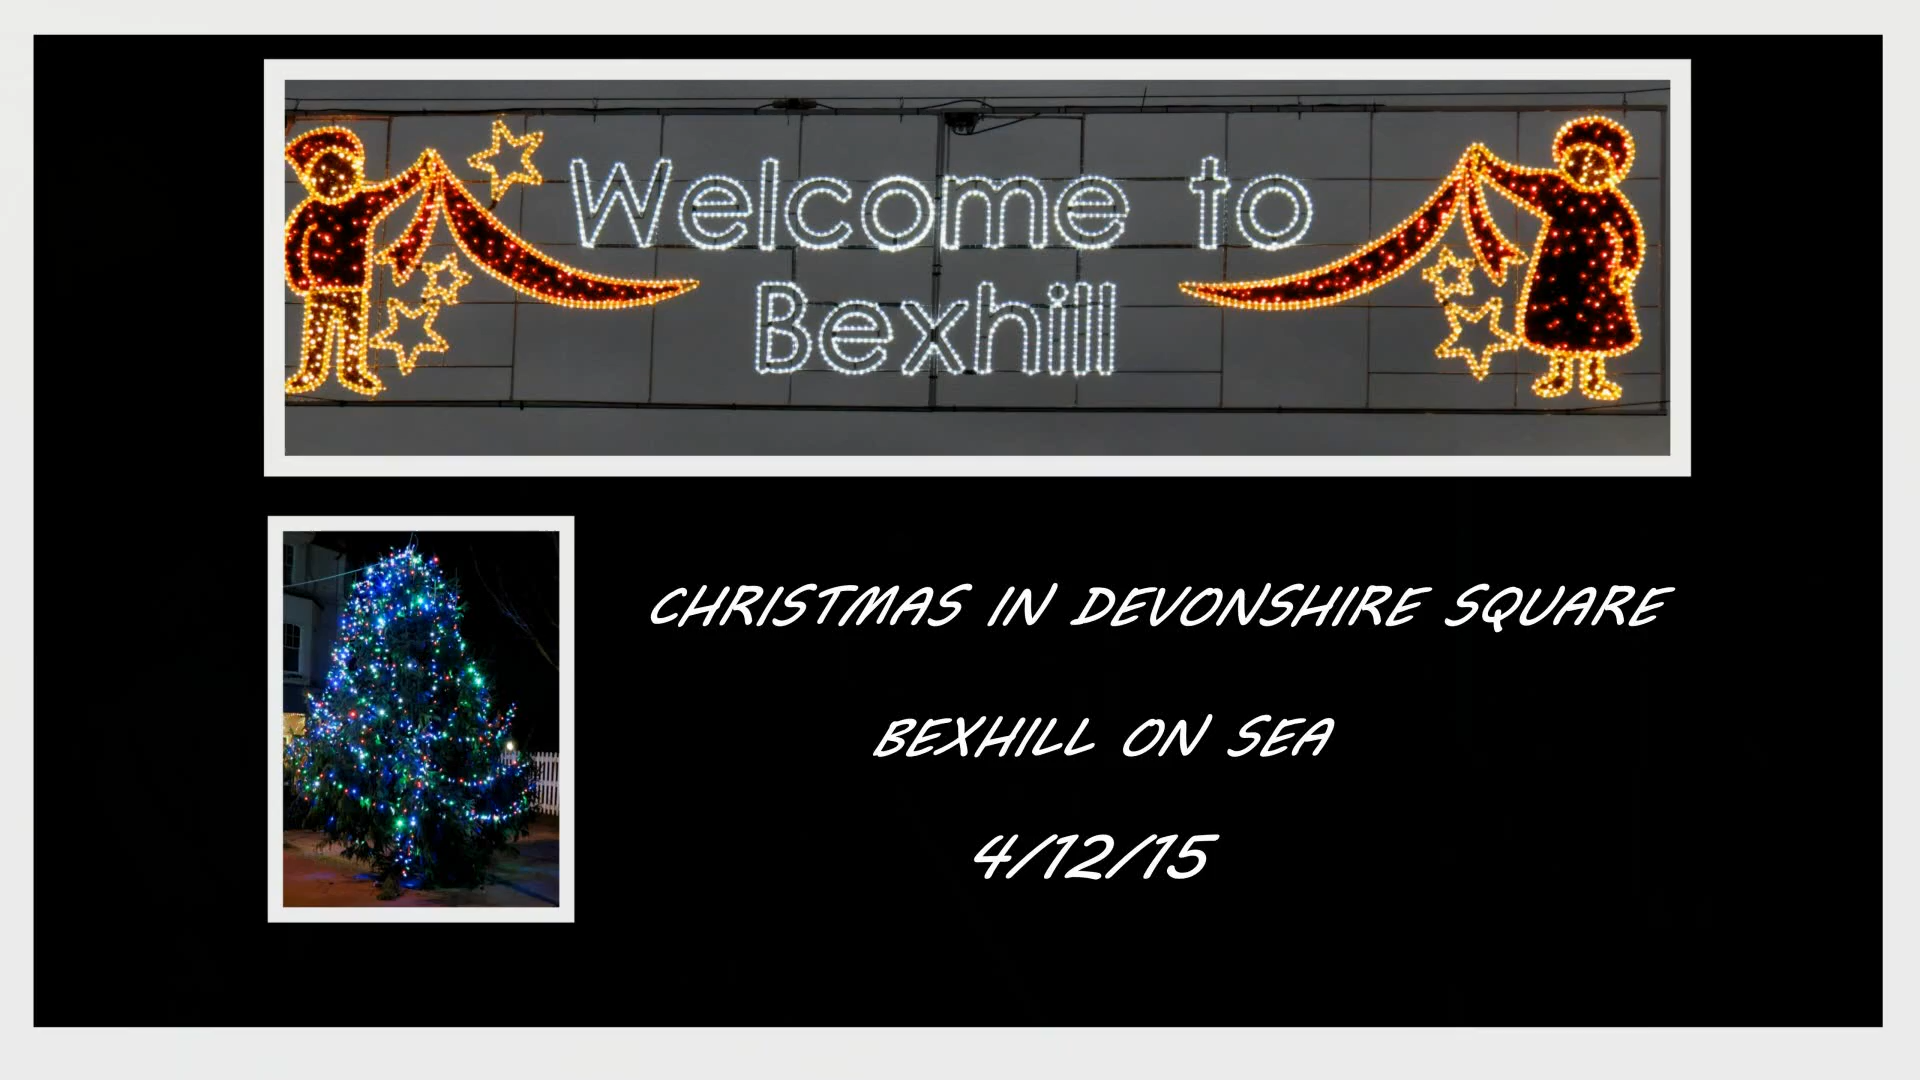 Welcome to
Bexhill
CHRISTMAS IN DEVONSHIRE SQUARE
BEXHILL ON SEA
4/12/15